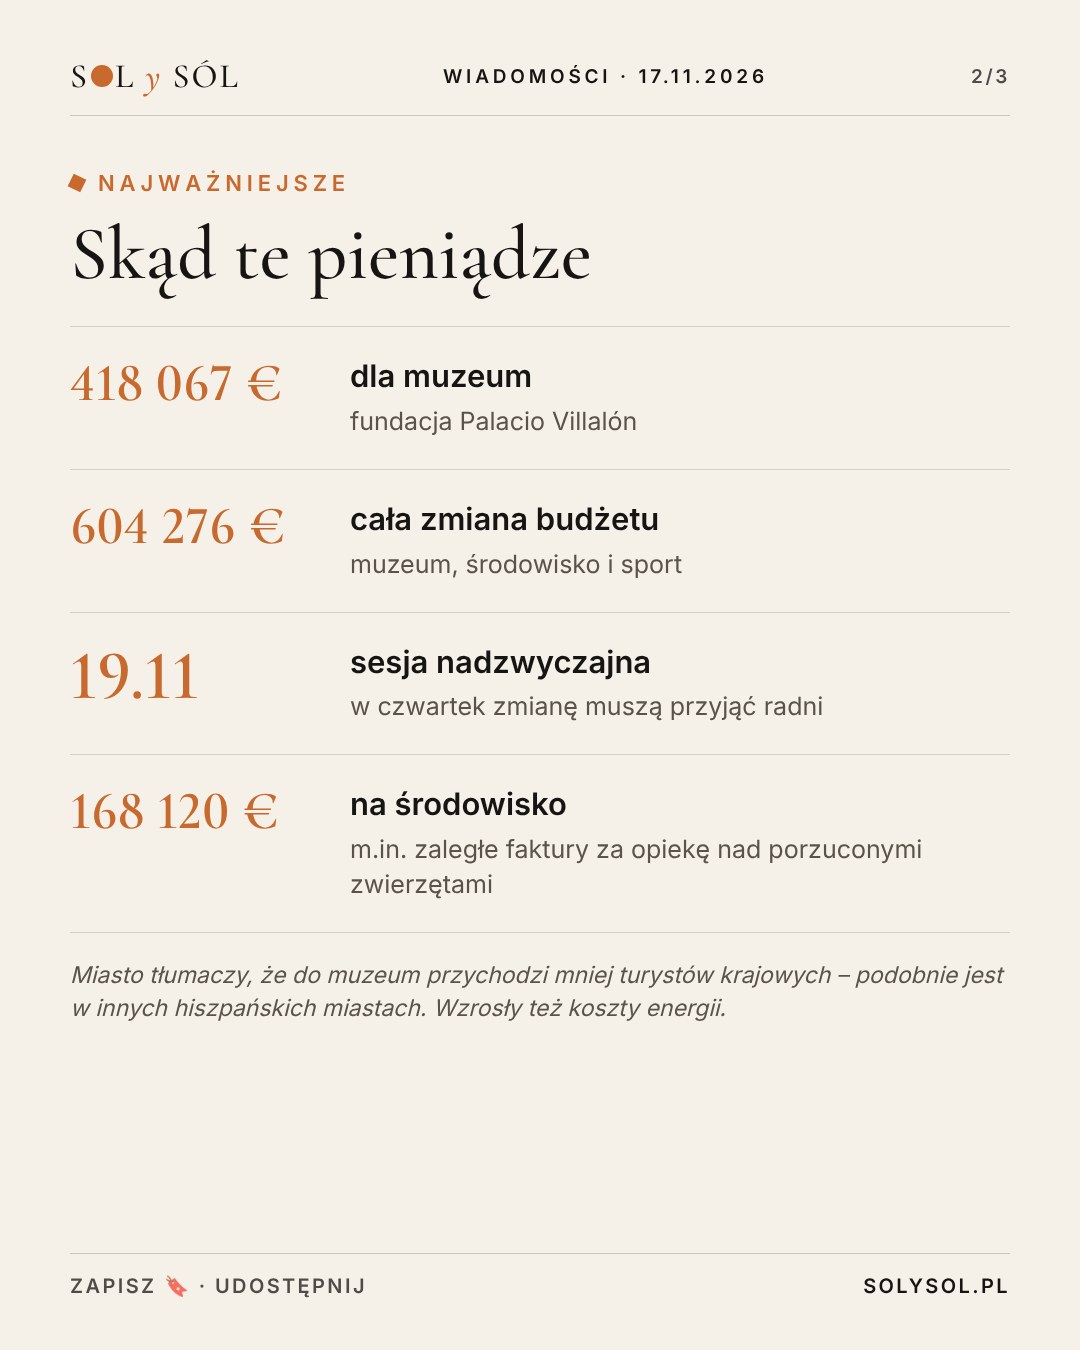 SOL y SÓL
WIADOMOŚCI · 17.11.2026
2/3
NAJWAŻNIEJSZE
Skąd te pieniądze
418 067 €
dla muzeum
fundacja Palacio Villalón
604 276 €
cała zmiana budżetu
muzeum, środowisko i sport
19.11
sesja nadzwyczajna
w czwartek zmianę muszą przyjąć radni
168 120 €
na środowisko
m.in. zaległe faktury za opiekę nad porzuconymi
zwierzętami
Miasto tłumaczy, że do muzeum przychodzi mniej turystów krajowych – podobnie jest
w innych hiszpańskich miastach. Wzrosły też koszty energii.
ZAPISZ 🔖 · UDOSTĘPNIJ
SOLYSOL.PL